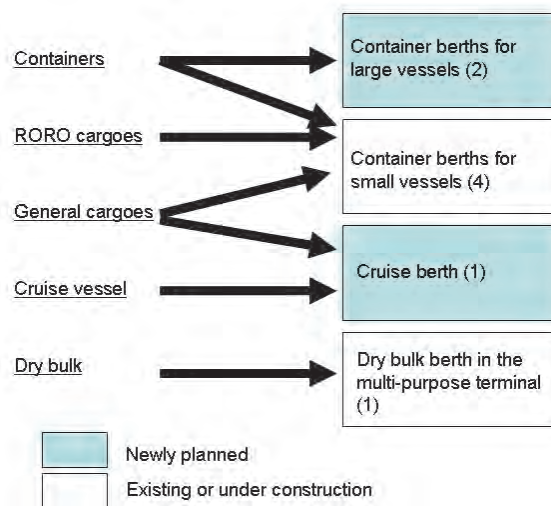 Containers
RORO cargoes
General cargoes
Cruise vessel
Dry bulk
Container berths for
large vessels (2)
Container berths for
small vessels (4)
Cruise berth (1)
Dry bulk berth in the
multi-purpose terminal
(1)
Newly planned
Existing or under construction